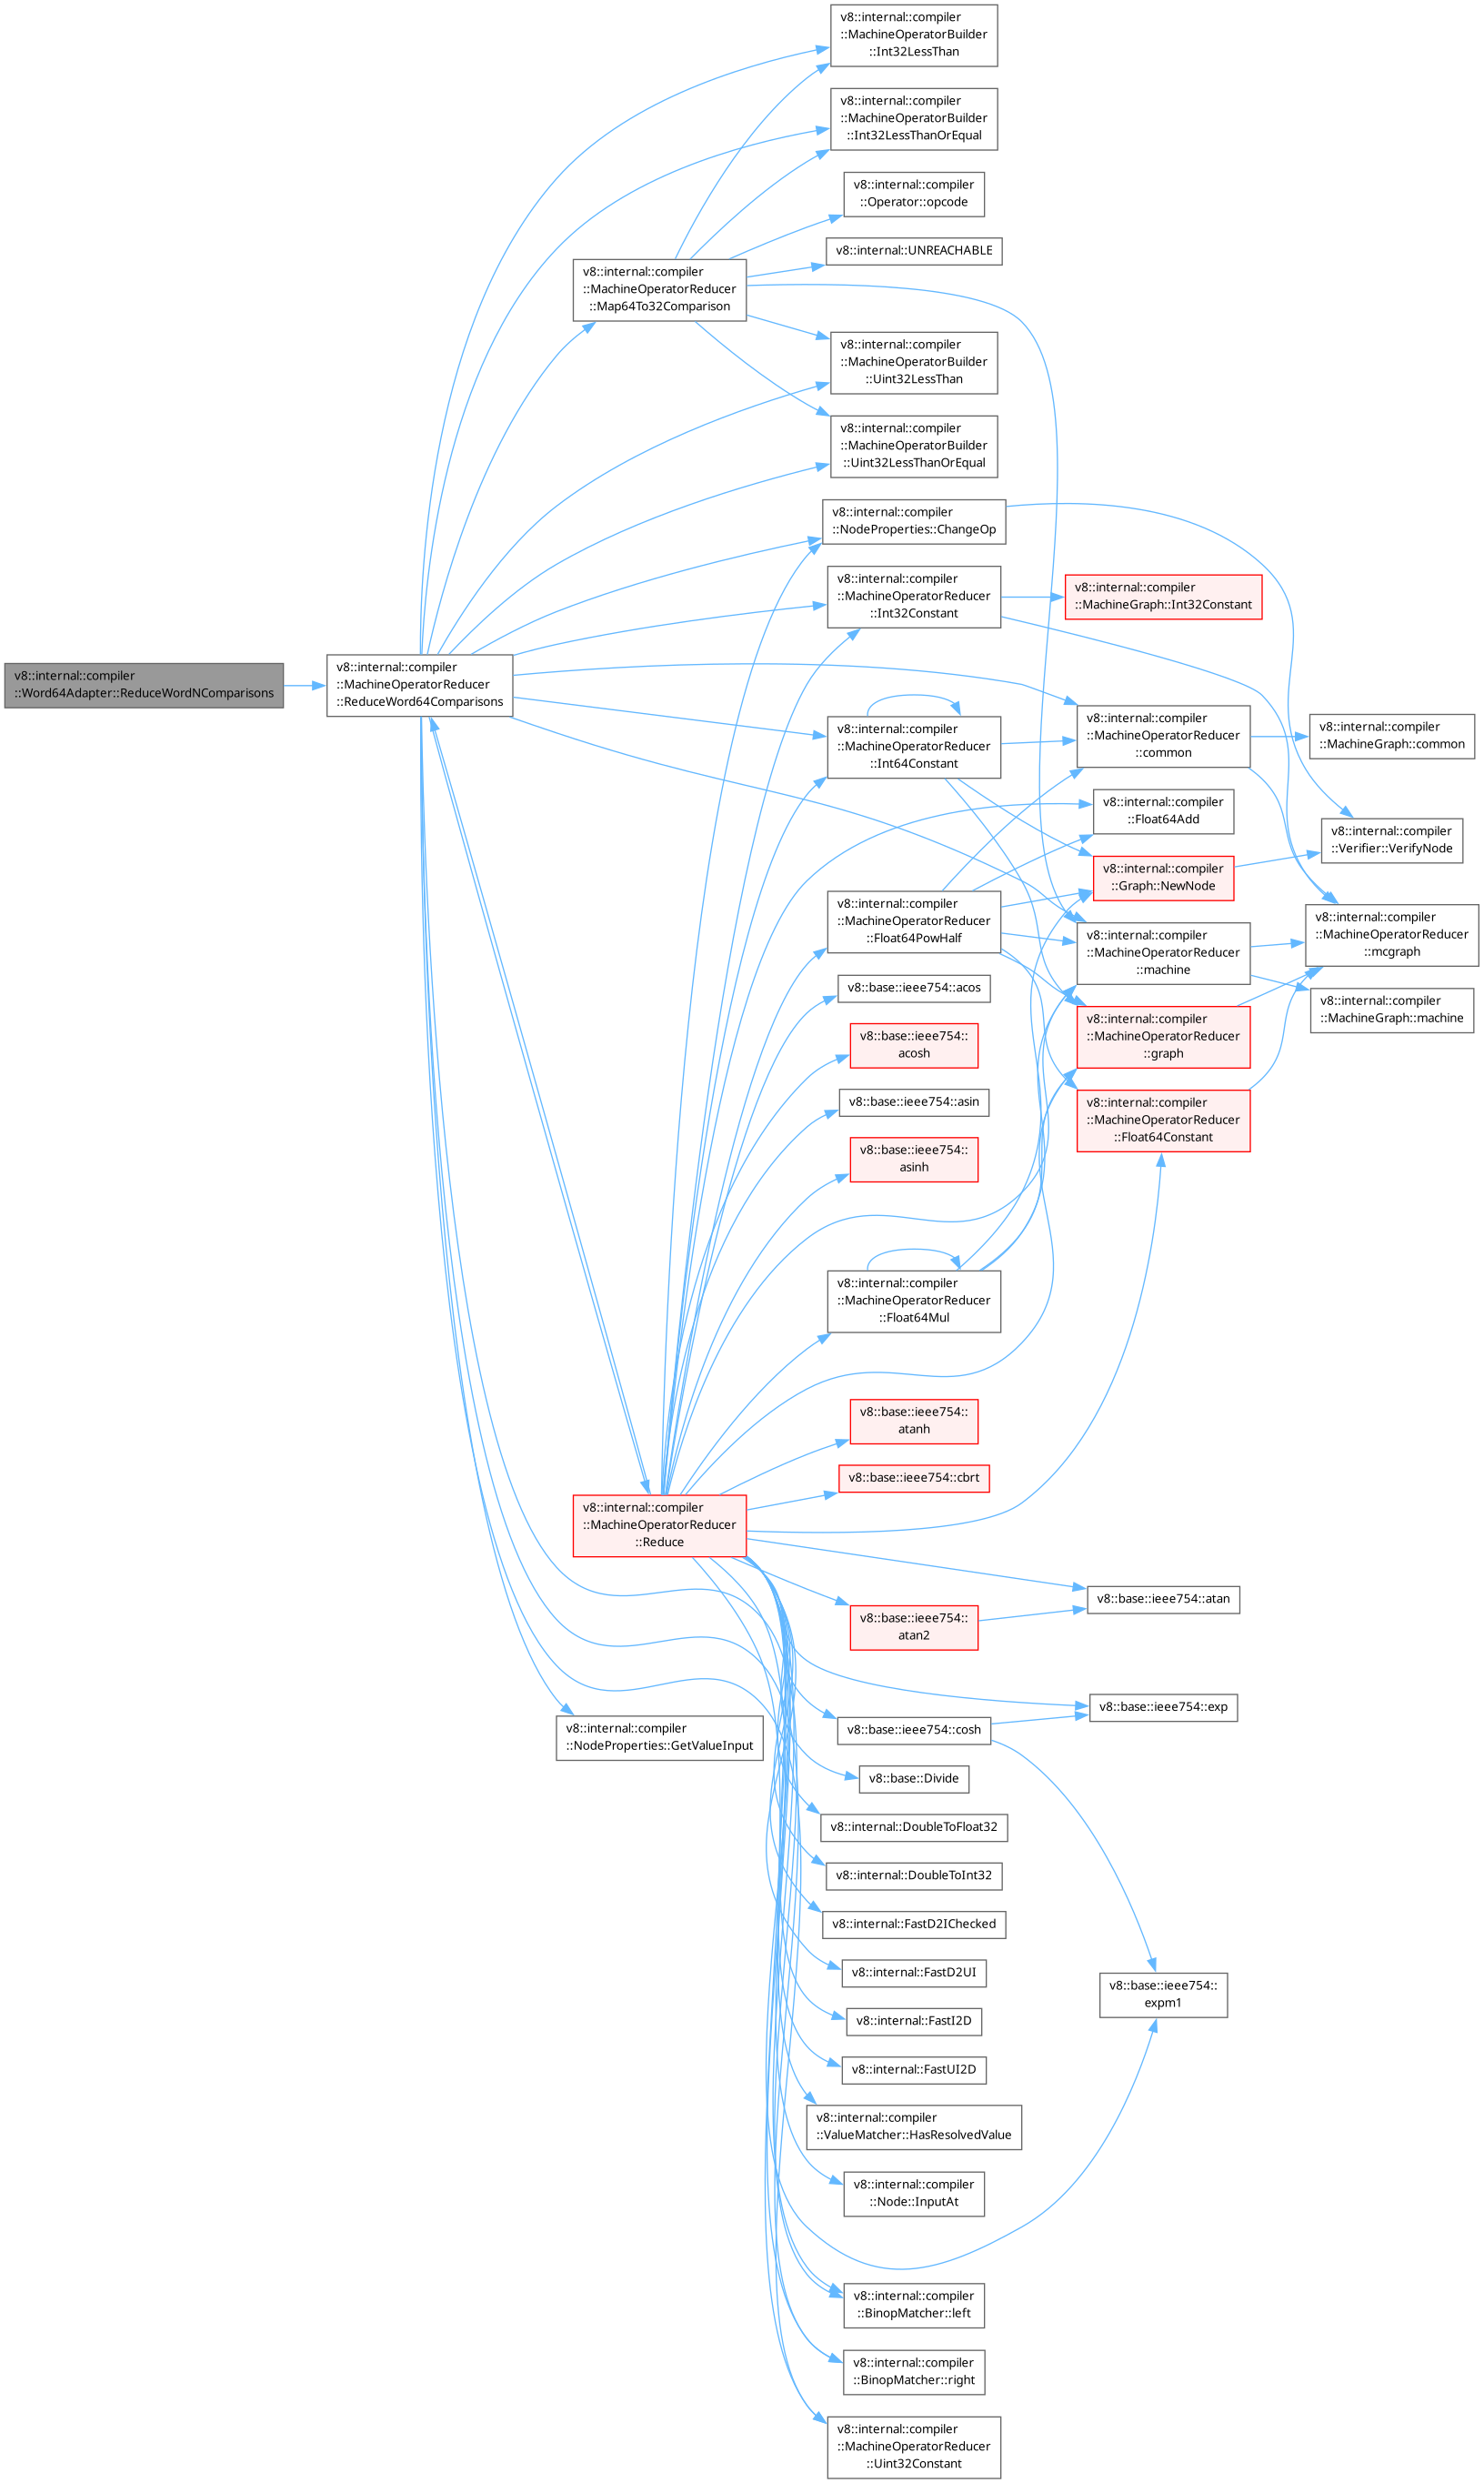 v8::internal::compiler
::MachineOperatorBuilder
::Int32LessThan
v8::internal::compiler
::MachineOperatorBuilder
::Int32LessThanOrEqual
v8::internal::compiler
::Operator::opcode
v8::internal::UNREACHABLE
v8::internal::compiler
::MachineOperatorReducer
::Map64To32Comparison
v8::internal::compiler
::MachineOperatorBuilder
::Uint32LessThan
v8::internal::compiler
::MachineOperatorBuilder
::Uint32LessThanOrEqual
v8::internal::compiler
::NodeProperties::ChangeOp
v8::internal::compiler
::MachineOperatorReducer
::Int32Constant
v8::internal::compiler
::MachineGraph::Int32Constant
v8::internal::compiler
::Word64Adapter::ReduceWordNComparisons
v8::internal::compiler
::MachineOperatorReducer
::ReduceWord64Comparisons
v8::internal::compiler
::MachineOperatorReducer
::Int64Constant
v8::internal::compiler
::MachineOperatorReducer
::common
v8::internal::compiler
::MachineGraph::common
v8::internal::compiler
::Float64Add
v8::internal::compiler
::Verifier::VerifyNode
v8::internal::compiler
::Graph::NewNode
v8::internal::compiler
::MachineOperatorReducer
::Float64PowHalf
v8::internal::compiler
::MachineOperatorReducer
::machine
v8::internal::compiler
::MachineOperatorReducer
::mcgraph
v8::base::ieee754::acos
v8::internal::compiler
::MachineGraph::machine
v8::internal::compiler
::MachineOperatorReducer
::graph
v8::base::ieee754::
acosh
v8::base::ieee754::asin
v8::internal::compiler
::MachineOperatorReducer
::Float64Constant
v8::base::ieee754::
asinh
v8::internal::compiler
::MachineOperatorReducer
::Float64Mul
v8::base::ieee754::
atanh
v8::base::ieee754::cbrt
v8::internal::compiler
::MachineOperatorReducer
::Reduce
v8::base::ieee754::atan
v8::base::ieee754::
atan2
v8::base::ieee754::exp
v8::internal::compiler
::NodeProperties::GetValueInput
v8::base::ieee754::cosh
v8::base::Divide
v8::internal::DoubleToFloat32
v8::internal::DoubleToInt32
v8::internal::FastD2IChecked
v8::internal::FastD2UI
v8::base::ieee754::
expm1
v8::internal::FastI2D
v8::internal::FastUI2D
v8::internal::compiler
::ValueMatcher::HasResolvedValue
v8::internal::compiler
::Node::InputAt
v8::internal::compiler
::BinopMatcher::left
v8::internal::compiler
::BinopMatcher::right
v8::internal::compiler
::MachineOperatorReducer
::Uint32Constant